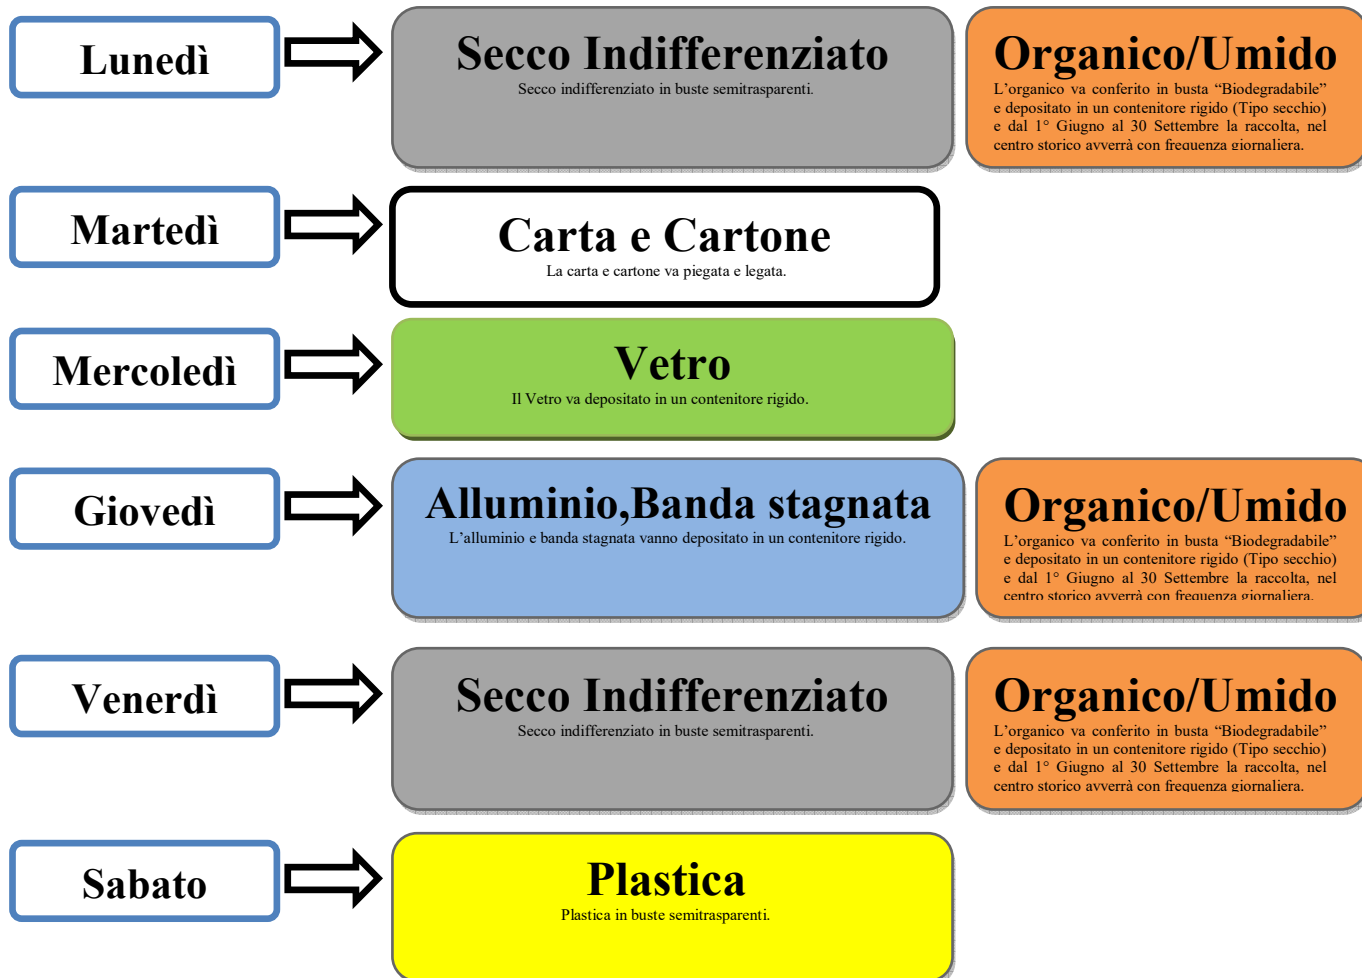 Lunedì
Secco Indifferenziato
Secco indifferenziato in buste semitrasparenti.
Organico/Umido
L'organico va conferito in busta “Biodegradabile”
e depositato in un contenitore rigido (Tipo secchio)
e dal 1° Giugno al 30 Settembre la raccolta, nel
centro storico avverrà con frequenza giornaliera.
Martedì
Carta e Cartone
La carta e cartone va piegata e legata.
Mercoledì
Vetro
Il Vetro va depositato in un contenitore rigido.
Giovedì
Alluminio,Banda stagnata
L'alluminio e banda stagnata vanno depositato in un contenitore rigido.
Organico/Umido
L'organico va conferito in busta “Biodegradabile”
e depositato in un contenitore rigido (Tipo secchio)
e dal 1° Giugno al 30 Settembre la raccolta, nel
centro storico avverrà con frequenza giornaliera.
Venerdì
Secco Indifferenziato
Secco indifferenziato in buste semitrasparenti.
Organico/Umido
L'organico va conferito in busta “Biodegradabile”
e depositato in un contenitore rigido (Tipo secchio)
e dal 1° Giugno al 30 Settembre la raccolta, nel
centro storico avverrà con frequenza giornaliera.
Sabato
Plastica
Plastica in buste semitrasparenti.